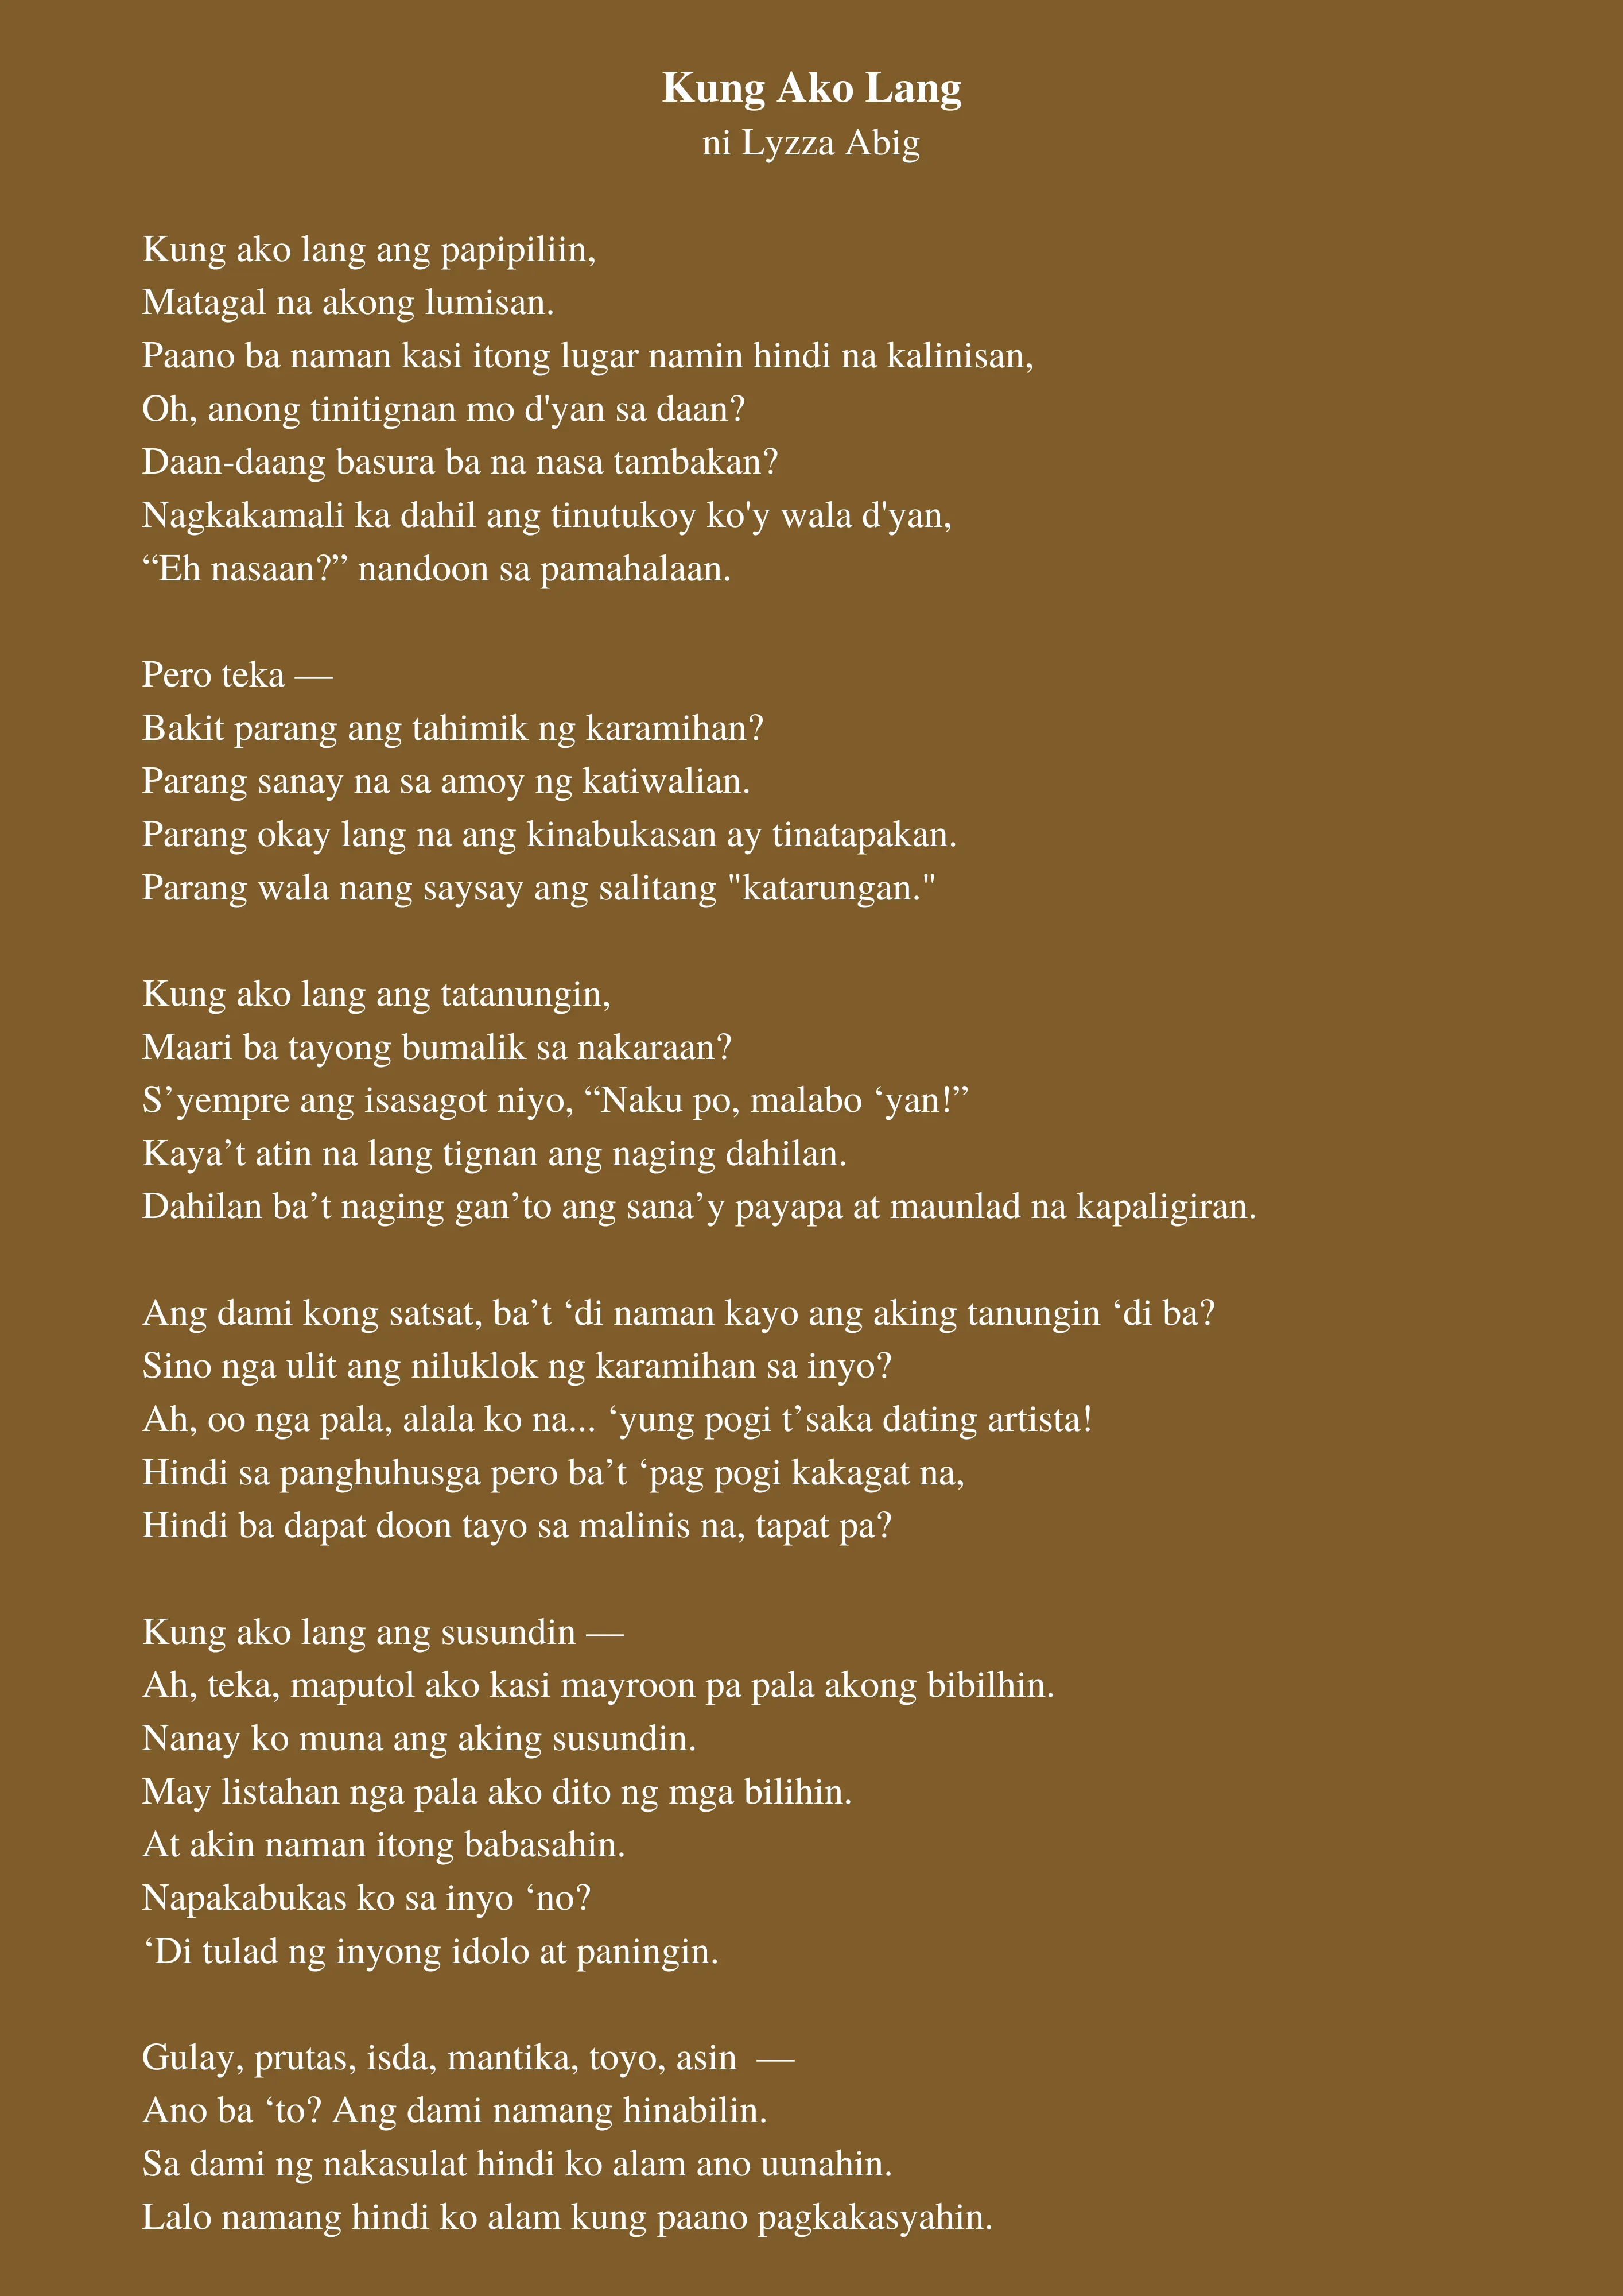 Kung Ako Lang
ni Lyzza Abig
Kung ako lang ang papipiliin,
Matagal na akong lumisan.
Paano ba naman kasi itong lugar namin hindi na kalinisan,
Oh, anong tinitignan mo d'yan sa daan?
Daan-daang basura ba na nasa tambakan?
Nagkakamali ka dahil ang tinutukoy ko'y wala d'yan,
“Eh nasaan?” nandoon sa pamahalaan.
Pero teka —
Bakit parang ang tahimik ng karamihan?
Parang sanay na sa amoy ng katiwalian.
Parang okay lang na ang kinabukasan ay tinatapakan.
Parang wala nang saysay ang salitang "katarungan."
Kung ako lang ang tatanungin,
Maari ba tayong bumalik sa nakaraan?
S’yempre ang isasagot niyo, “Naku po, malabo ‘yan!”
Kaya’t atin na lang tignan ang naging dahilan.
Dahilan ba’t naging gan’to ang sana’y payapa at maunlad na kapaligiran.
Ang dami kong satsat, ba’t ‘di naman kayo ang aking tanungin ‘di ba?
Sino nga ulit ang niluklok ng karamihan sa inyo?
Ah, oo nga pala, alala ko na... ‘yung pogi t’saka dating artista!
Hindi sa panghuhusga pero ba’t ‘pag pogi kakagat na,
Hindi ba dapat doon tayo sa malinis na, tapat pa?
Kung ako lang ang susundin —
Ah, teka, maputol ako kasi mayroon pa pala akong bibilhin.
Nanay ko muna ang aking susundin.
May listahan nga pala ako dito ng mga bilihin.
At akin naman itong babasahin.
Napakabukas ko sa inyo ‘no?
‘Di tulad ng inyong idolo at paningin.
Gulay, prutas, isda, mantika, toyo, asin —
Ano ba ‘to? Ang dami namang hinabilin.
Sa dami ng nakasulat hindi ko alam ano uunahin.
Lalo namang hindi ko alam kung paano pagkakasyahin.